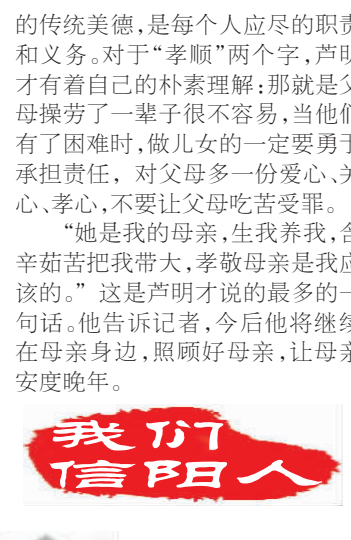 的传统美德,是每个人应尽的职责
和义务。对于“孝顺”两个字,芦明
才有着自己的朴素理解:那就是父
母操劳了一辈子很不容易,当他们
有了困难时,做儿女的一定要勇于
承担责任，对父母多一份爱心、关
心、孝心,不要让父母吃苦受罪。
“她是我的母亲,生我养我,含
辛茹苦把我带大,孝敬母亲是我应
该的。”这是芦明才说的最多的一
句话。他告诉记者,今后他将继续
在母亲身边,照顾好母亲,让母亲
安度晚年。
我们
信阳人